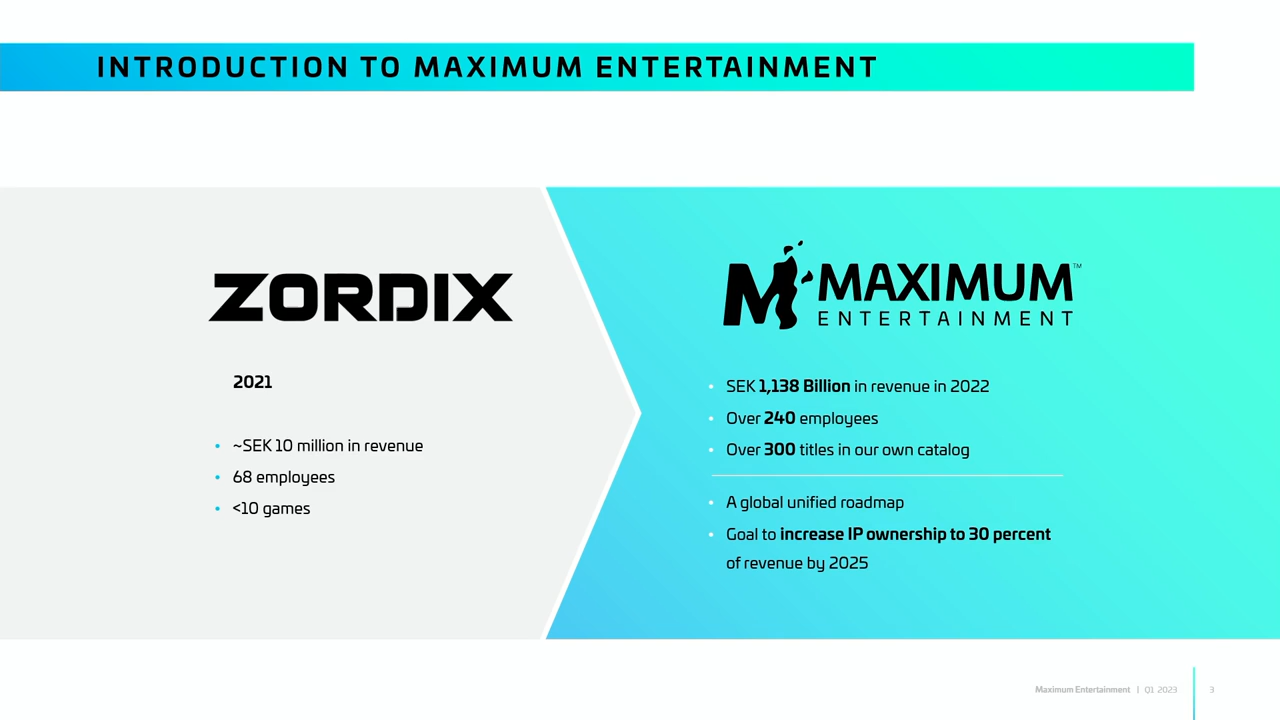 INTRODUCTION TO MAXIMUM ENTERTAINMENT
ZORDIX
2021
• ~SEK 10 million in revenue
• 68 employees
• <10 games
M MAXIMUM™
ENTERTAINMENT
• SEK 1,138 Billion in revenue in 2022
• Over 240 employees
• Over 300 titles in our own catalog
• A global unified roadmap
• Goal to increase IP ownership to 30 percent
of revenue by 2025
Maximum Entertainment | Q1 2023 3